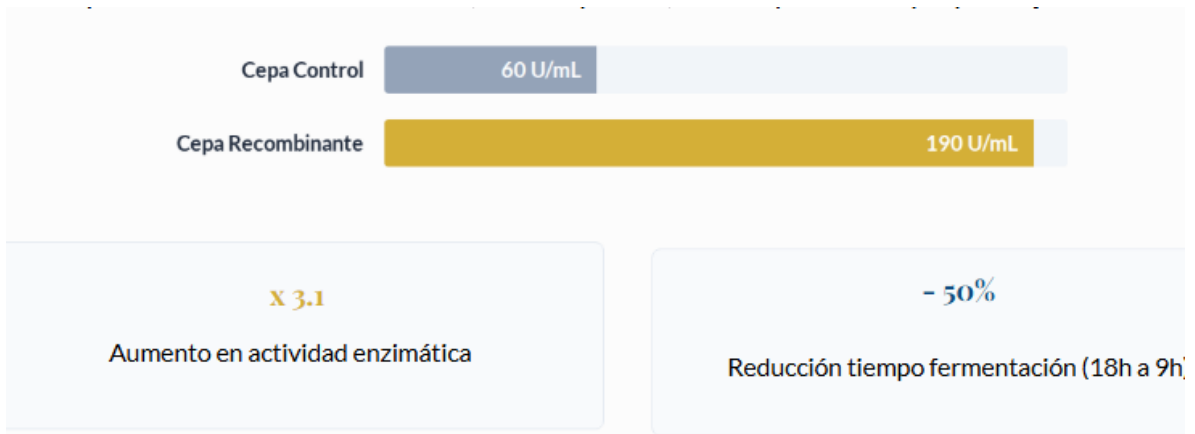 Cepa Control
60 U/mL
Cepa Recombinante
190 U/mL
x 3.1
Aumento en actividad enzimática
- 50%
Reducción tiempo fermentación (18h a 9h)